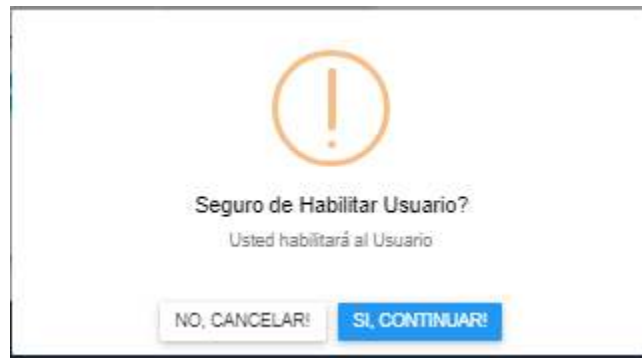 Seguro de Habilitar Usuario?
Usted habilitará al Usuario
NO, CANCELAR!
SI, CONTINUAR!